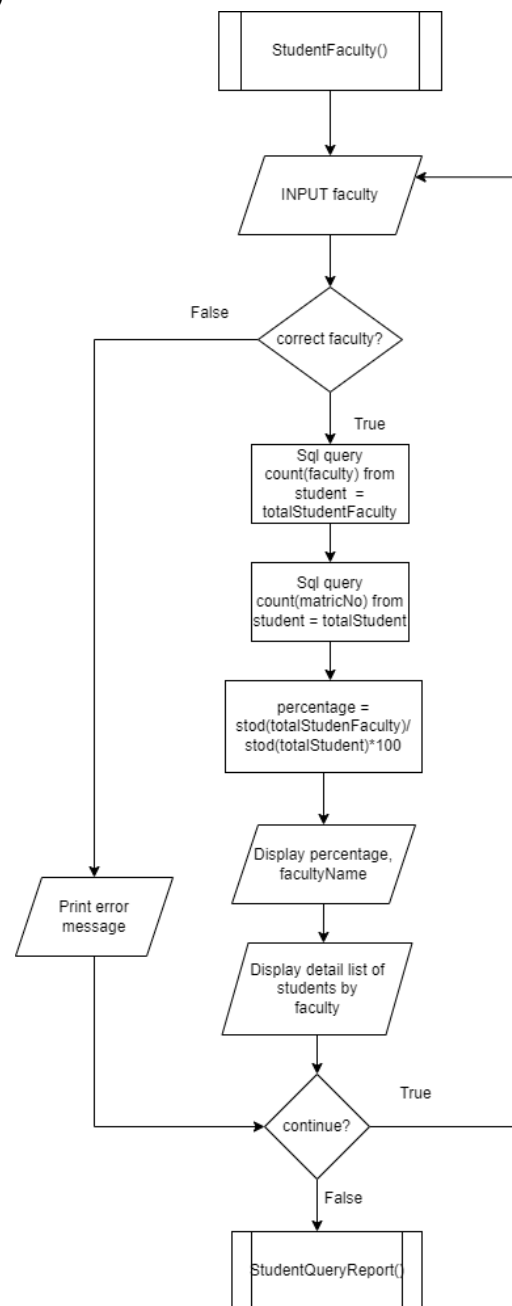 StudentFaculty()
INPUT faculty
False
correct faculty?
True
Sql query
count(faculty) from
student =
totalStudentFaculty
Sql query
count(matricNo) from
student = totalStudent
percentage =
stod(totalStudenFaculty)/
stod(totalStudent)*100
Display percentage,
facultyName
Print error
message
Display detail list of
students by
faculty
True
continue?
False
StudentQueryReport()